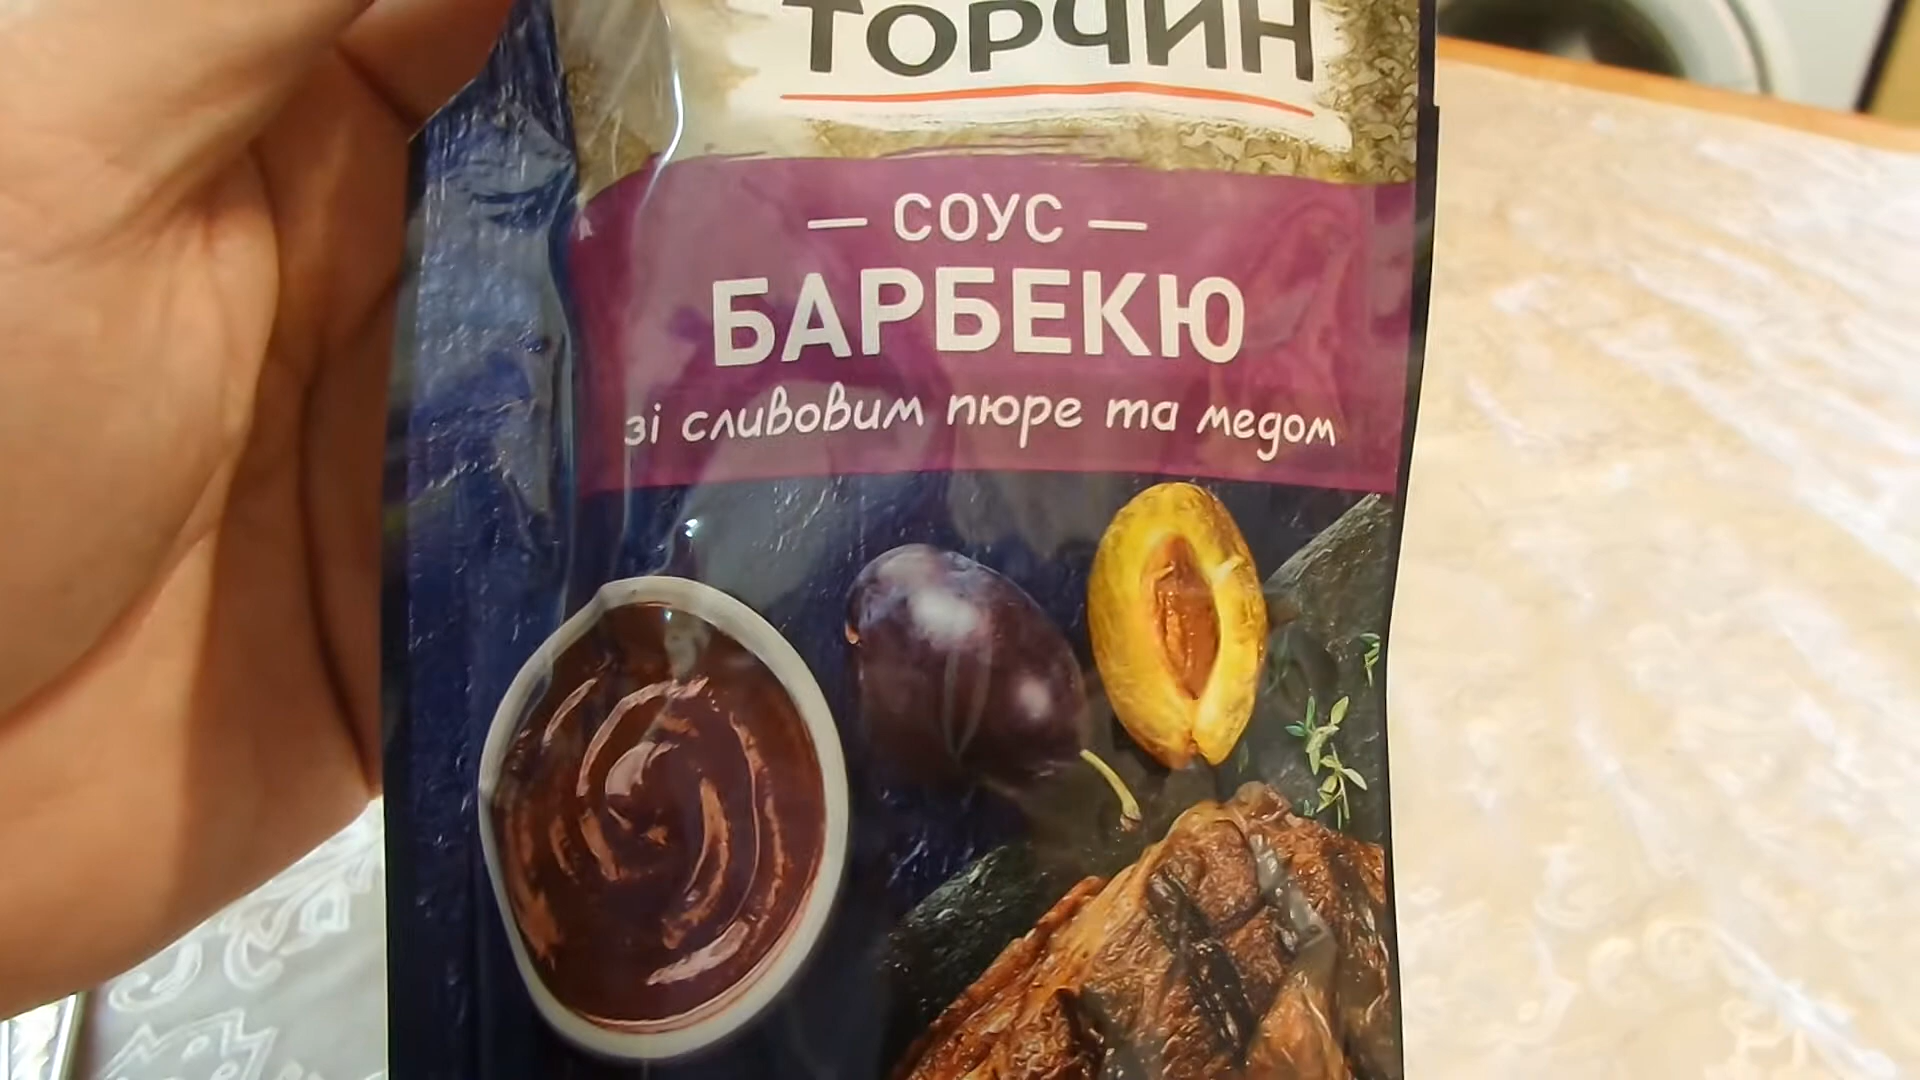 ТОРЧИН
— СОУС —
БАРБЕКЮ
зі сливовим пюре та медом